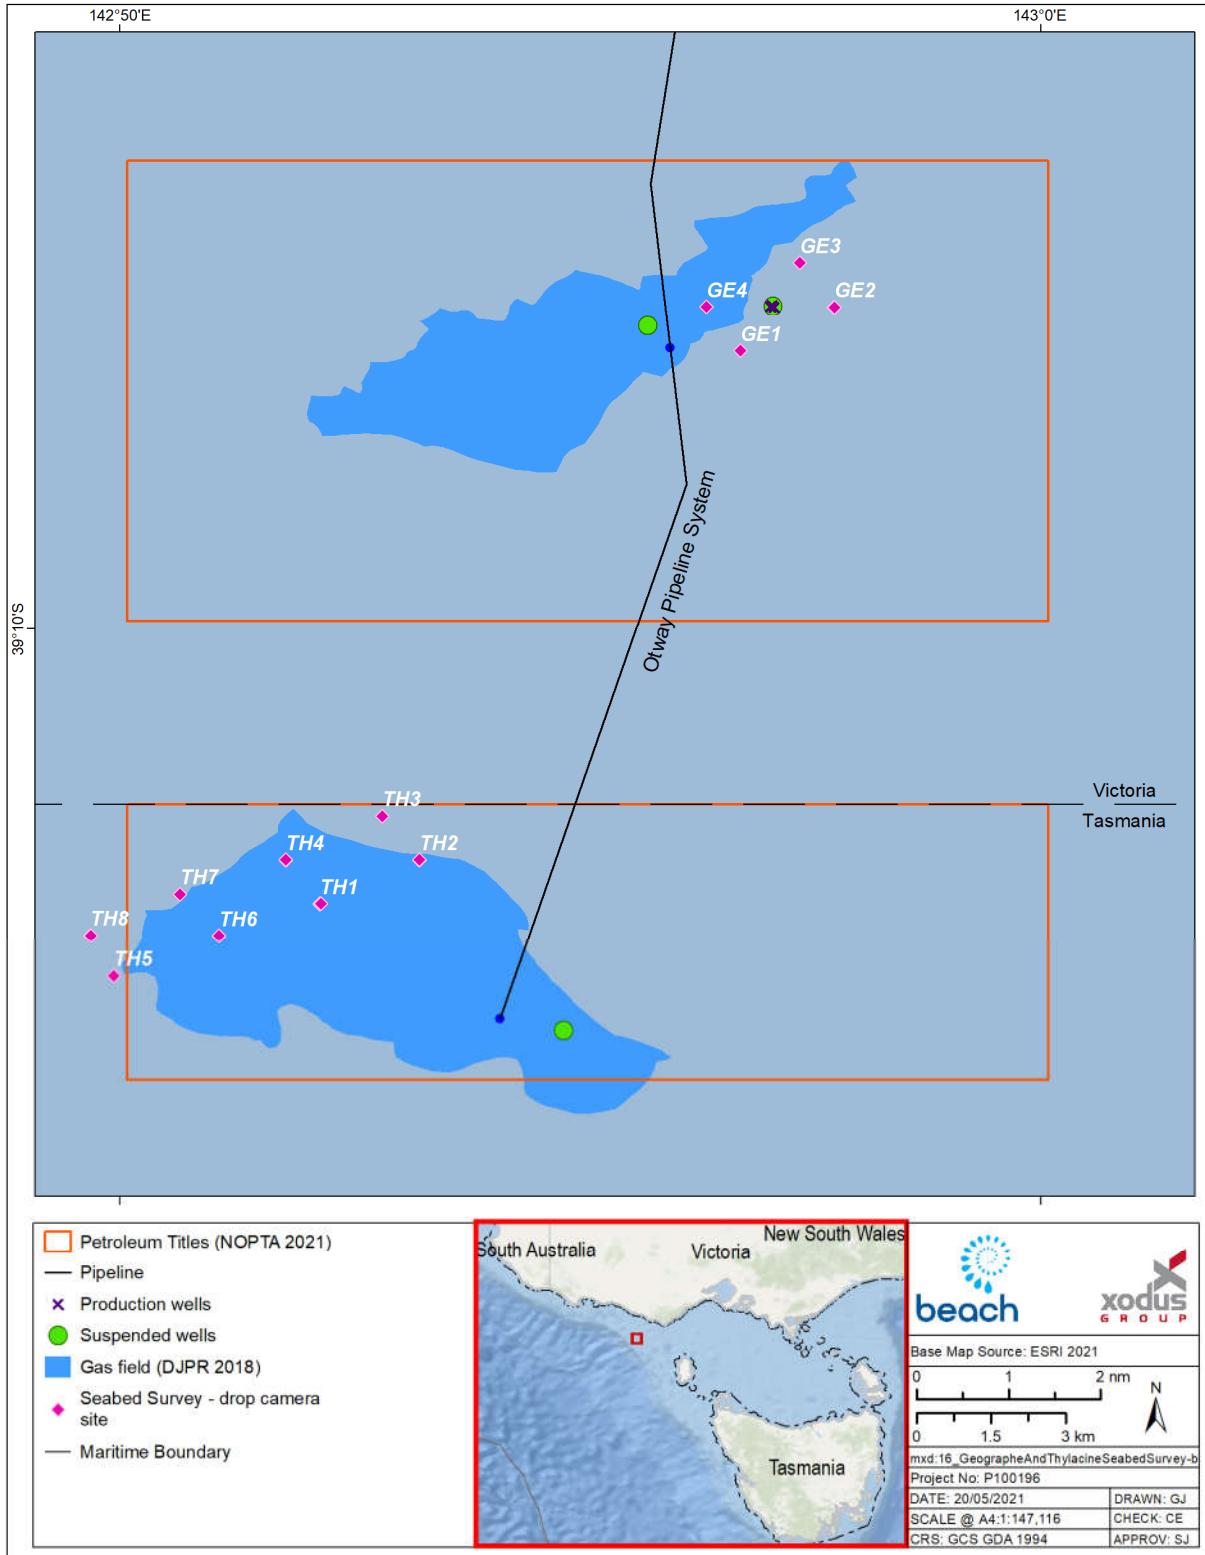 142°50'E
143°0'E
GE3
GE4
GE2
GE1
Otway Pipeline System
39°10'S
Victoria
Tasmania
TH3
TH4
TH2
TH7
TH1
TH8
TH6
TH5
Petroleum Titles (NOPTA 2021)
Pipeline
Production wells
Suspended wells
Gas field (DJPR 2018)
Seabed Survey - drop camera
site
Maritime Boundary
South Australia
Victoria
New South Wales
Tasmania
beach
xodus
GROUP
Base Map Source: ESRI 2021
0 1 2 nm
N
0 1.5 3 km
mxd:16_GeographeAndThylacineSeabedSurvey-b
Project No: P100196
DATE: 20/05/2021
DRAWN: GJ
SCALE @ A4:1:147,116
CHECK: CE
CRS: GCS GDA 1994
APPROV: SJ